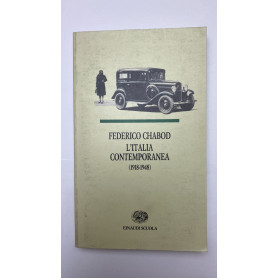 FEDERICO CHABOD
L'ITALIA
CONTEMPORANEA
(1918-1948)
EINAUDI SCUOLA